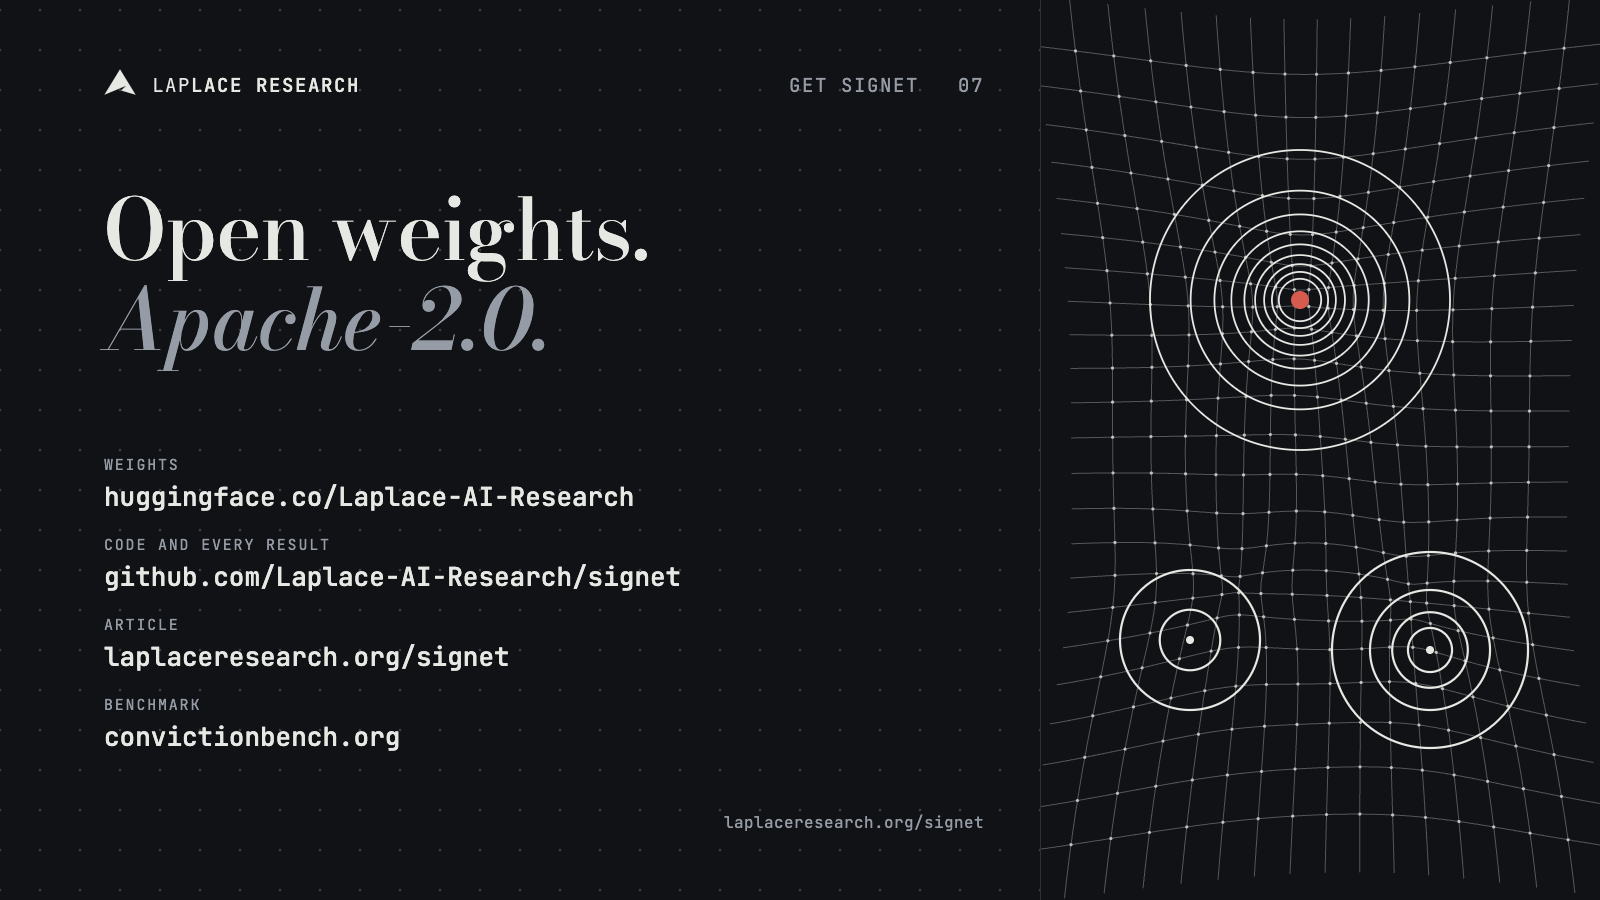 LAPLACE RESEARCH
GET SIGNET 07
Open weights.
Apache-2.0.
WEIGHTS
huggingface.co/Laplace-AI-Research
CODE AND EVERY RESULT
github.com/Laplace-AI-Research/signet
ARTICLE
laplaceresearch.org/signet
BENCHMARK
convictionbench.org
laplaceresearch.org/signet